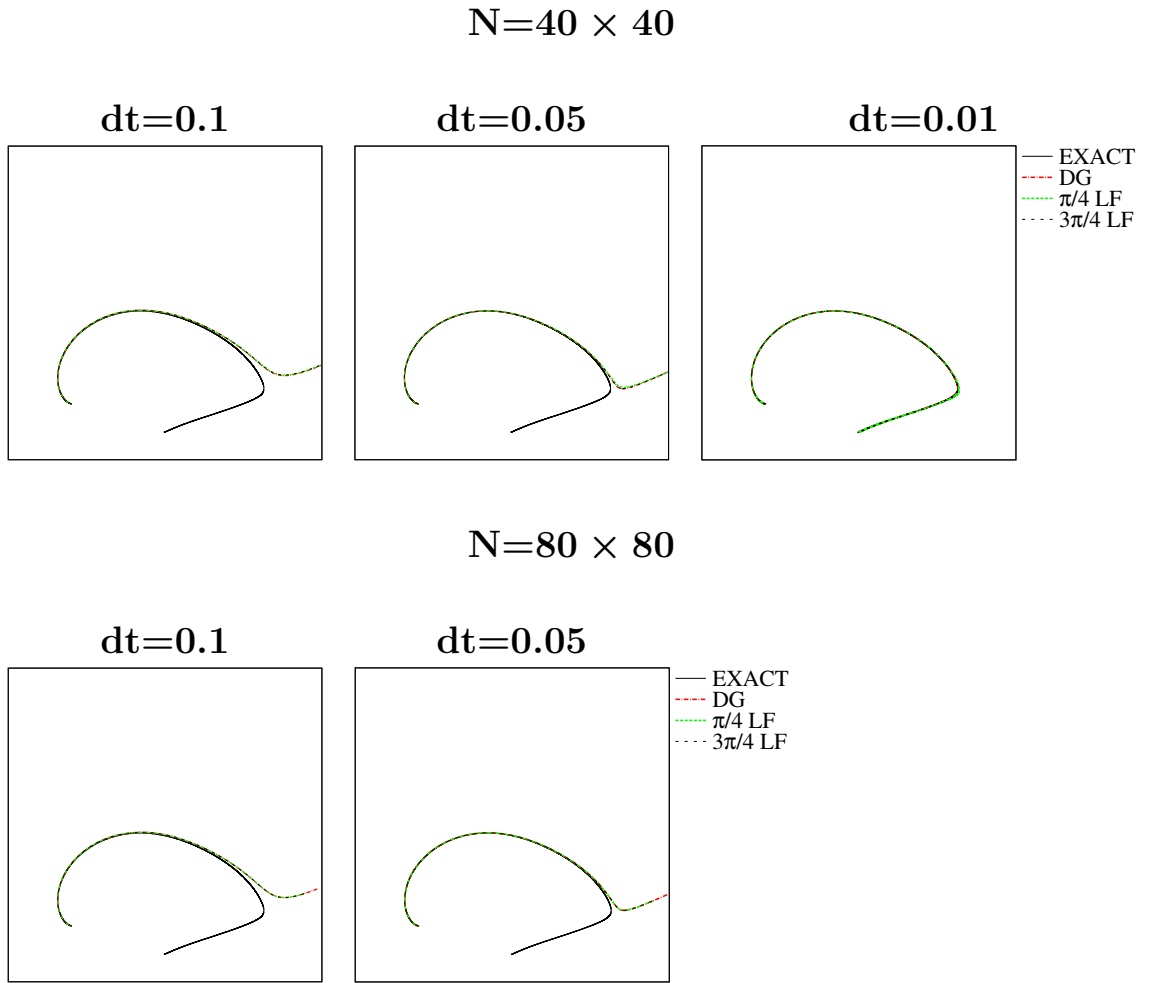 N=40 × 40
dt=0.1
dt=0.05
dt=0.01
EXACT
DG
π/4 LF
3π/4 LF
N=80 × 80
dt=0.1
dt=0.05
EXACT
DG
π/4 LF
3π/4 LF